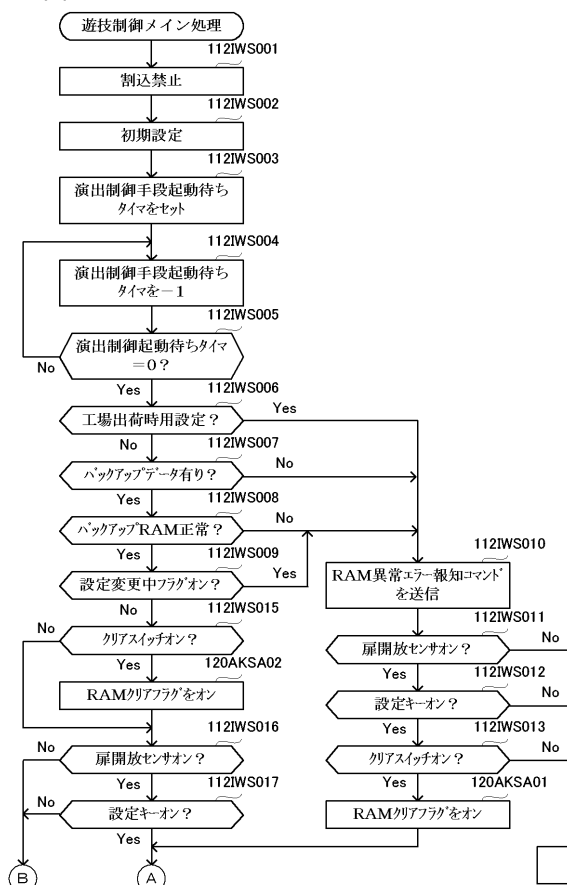 遊技制御メイン処理
112IWS001
割込禁止
112IWS002
初期設定
112IWS003
演出制御手段起動待ち
タイマをセット
112IWS004
演出制御手段起動待ち
タイマを－1
112IWS005
演出制御起動待ちタイマ
＝0？
No
Yes
112IWS006
工場出荷時用設定？
Yes
No
112IWS007
バックアップデータ有り？
No
Yes
112IWS008
バックアップRAM正常？
No
Yes
112IWS009
設定変更中フラグオン？
Yes
No
112IWS015
クリアスイッチオン？
No
Yes
120AKSA02
RAMクリアフラグをオン
112IWS016
扉開放センサオン？
No
Yes
112IWS017
設定キーオン？
No
Yes
B
A
112IWS010
RAM異常エラー報知コマンド
を送信
112IWS011
扉開放センサオン？
No
Yes
112IWS012
設定キーオン？
No
Yes
112IWS013
クリアスイッチオン？
No
Yes
120AKSA01
RAMクリアフラグをオン